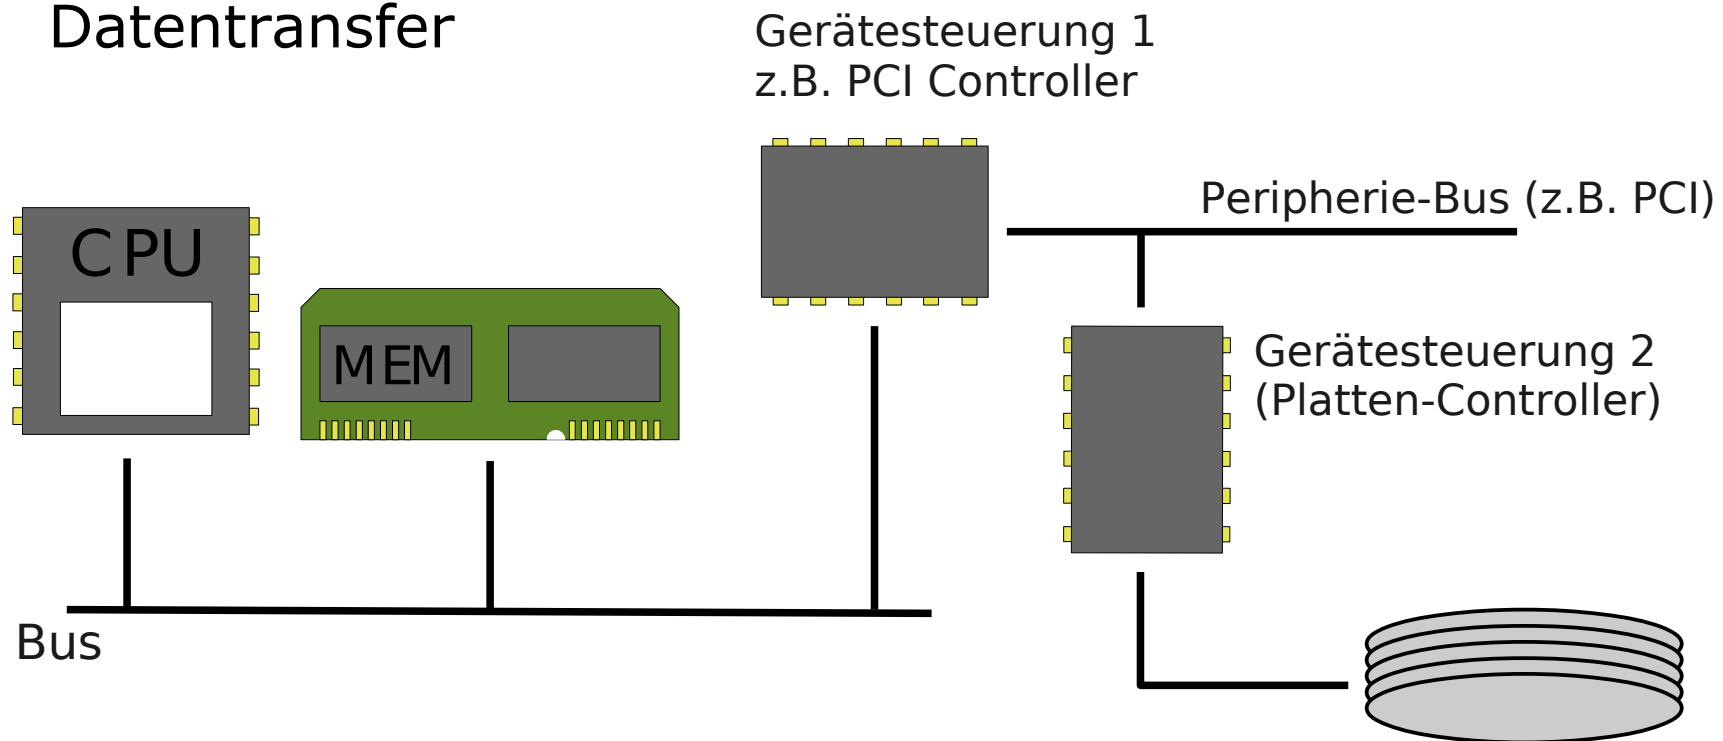 Datentransfer
Gerätesteuerung 1
z.B. PCI Controller
Peripherie-Bus (z.B. PCI)
CPU
MEM
Gerätesteuerung 2
(Platten-Controller)
Bus